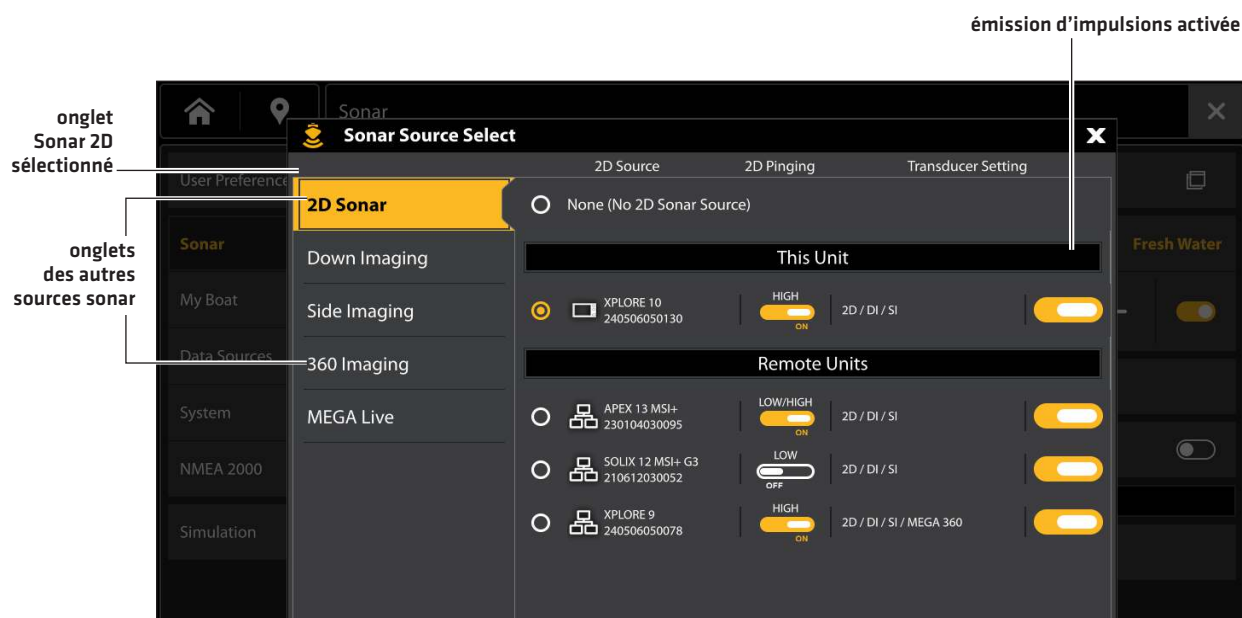 émission d’impulsions activée
onglet
Sonar 2D
sélectionné
onglets
des autres
sources sonar
Sonar
Sonar Source Select
X
2D Source 2D Pinging Transducer Setting
User Preference
2D Sonar
None (No 2D Sonar Source)
Sonar
Down Imaging
This Unit
Fresh Water
My Boat
Side Imaging
XPLORE 10
240506050130
HIGH
ON
2D / DI / SI
Data Sources
360 Imaging
Remote Units
System
MEGA Live
APEX 13 MSI+
230104030095
LOW/HIGH
ON
2D / DI / SI
NMEA 2000
SOLIX 12 MSI+ G3
210612030052
LOW
OFF
2D / DI / SI
Simulation
XPLORE 9
240506050078
HIGH
ON
2D / DI / SI / MEGA 360